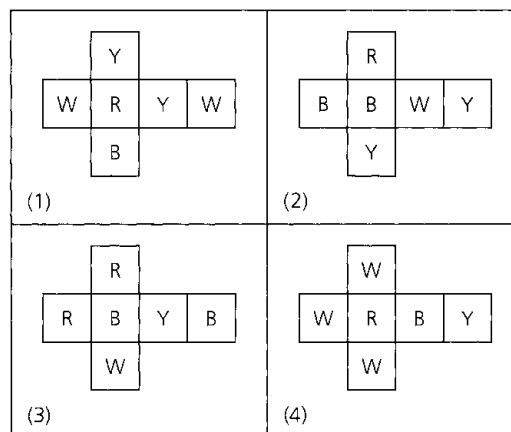 Y
W R Y W
B
(1)
R
B B W Y
Y
(2)
R
R B Y B
W
(3)
W
W R B Y
W
(4)